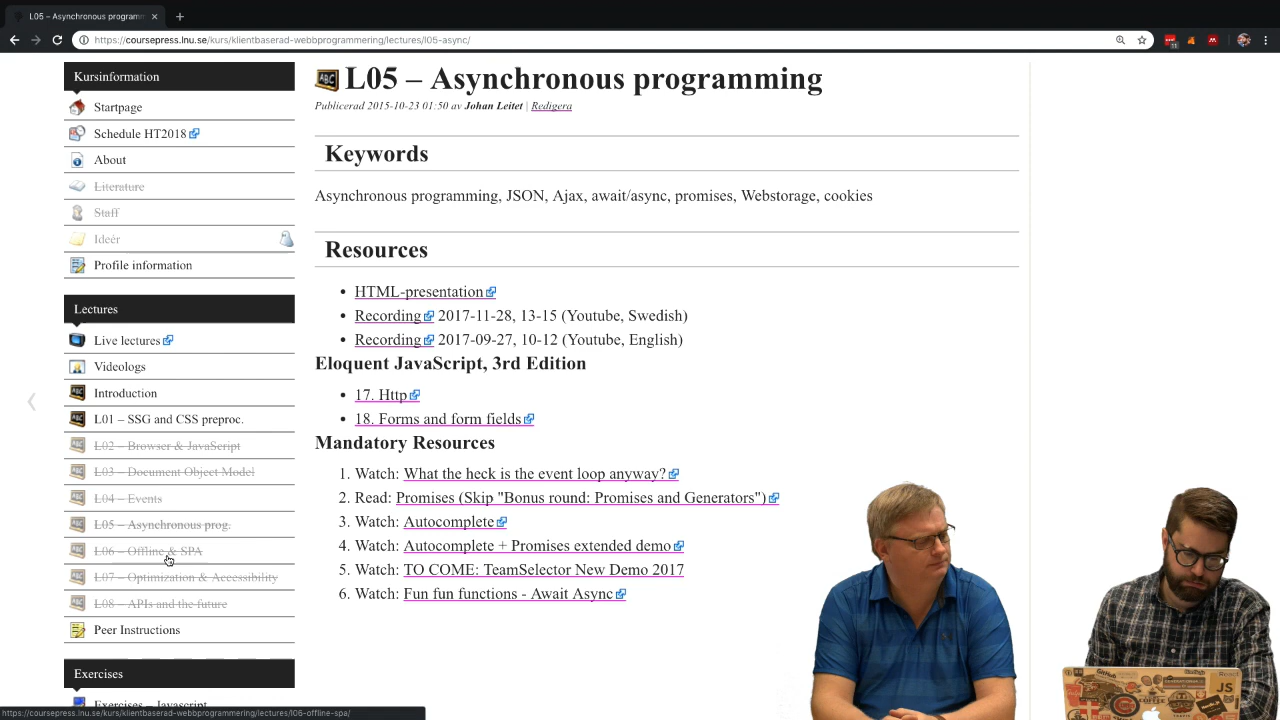 L05 – Asynchronous programm
https://coursepress.lnu.se/kurs/klientbaserad-webbprogrammering/lectures/l05-async/
Kursinformation
Startpage
Schedule HT2018
About
Literature
Staff
Ideér
Profile information
Lectures
Live lectures
Videologs
Introduction
L01 – SSG and CSS preproc.
L02 – Browser & JavaScript
L03 – Document Object Model
L04 – Events
L05 – Asynchronous prog.
L06 – Offline & SPA
L07 – Optimization & Accessibility
L08 – APIs and the future
Peer Instructions
Exercises
Exercises – Javascript
https://coursepress.lnu.se/kurs/klientbaserad-webbprogrammering/lectures/l06-offline-spa/
L05 – Asynchronous programming
Publicerad 2015-10-23 01:50 av Johan Leitet | Redigera
Keywords
Asynchronous programming, JSON, Ajax, await/async, promises, Webstorage, cookies
Resources
HTML-presentation
Recording 2017-11-28, 13-15 (Youtube, Swedish)
Recording 2017-09-27, 10-12 (Youtube, English)
Eloquent JavaScript, 3rd Edition
17. Http
18. Forms and form fields
Mandatory Resources
1. Watch: What the heck is the event loop anyway?
2. Read: Promises (Skip "Bonus round: Promises and Generators")
3. Watch: Autocomplete
4. Watch: Autocomplete + Promises extended demo
5. Watch: TO COME: TeamSelector New Demo 2017
6. Watch: Fun fun functions - Await Async
GitHub
JS